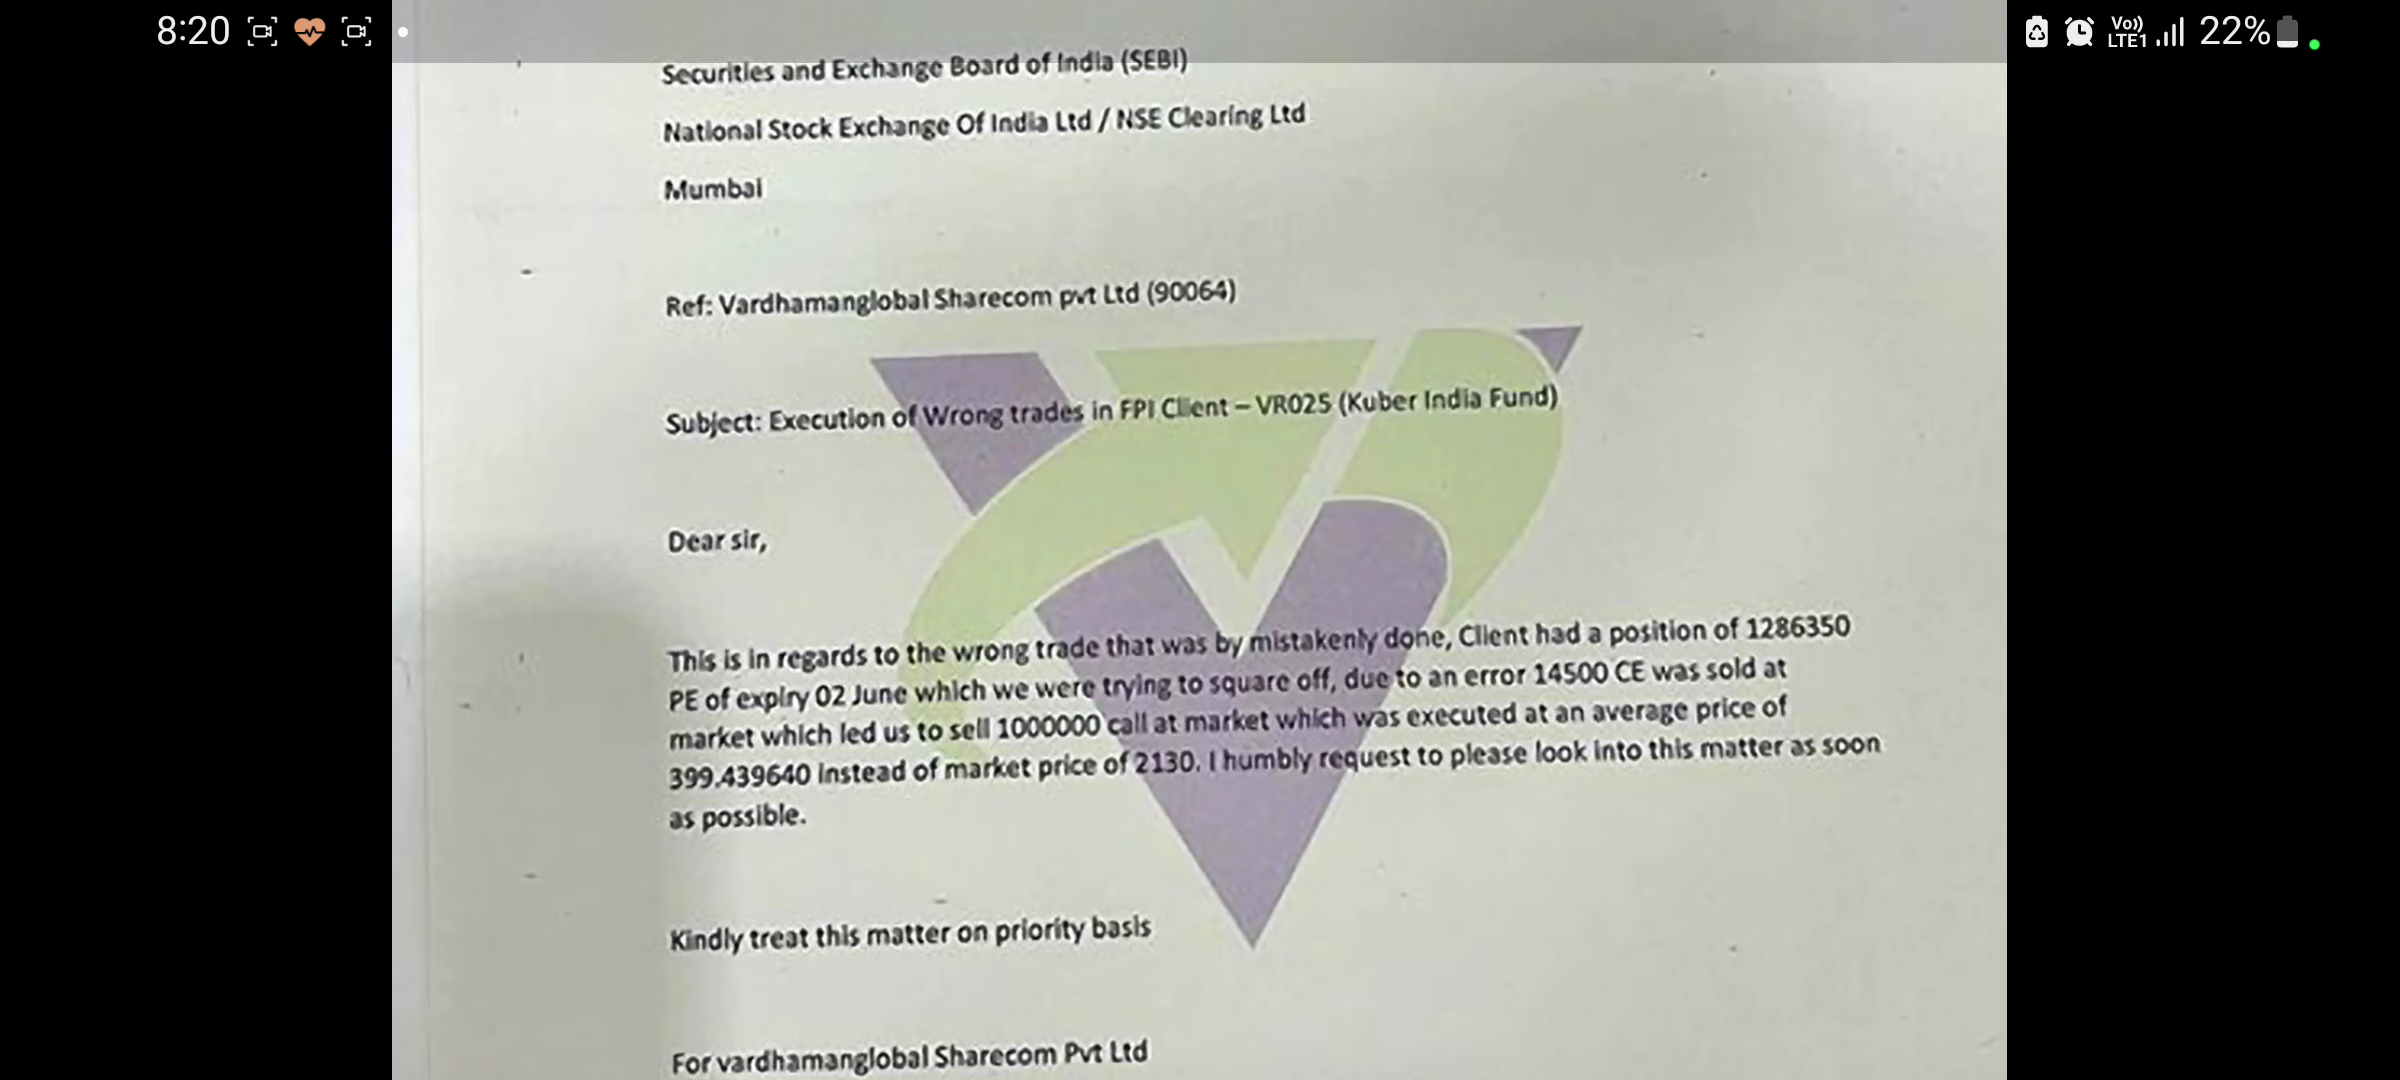 8:20
Vo))
LTE1
22%
Securities and Exchange Board of India (SEBI)
National Stock Exchange Of India Ltd / NSE Clearing Ltd
Mumbai
Ref: Vardhamanglobal Sharecom pvt Ltd (90064)
Subject: Execution of Wrong trades in FPI Client – VR025 (Kuber India Fund)
Dear sir,
This is in regards to the wrong trade that was by mistakenly done, Client had a position of 1286350
PE of expiry 02 June which we were trying to square off, due to an error 14500 CE was sold at
market which led us to sell 1000000 call at market which was executed at an average price of
399.439640 instead of market price of 2130. I humbly request to please look into this matter as soon
as possible.
Kindly treat this matter on priority basis
For vardhamanglobal Sharecom Pvt Ltd